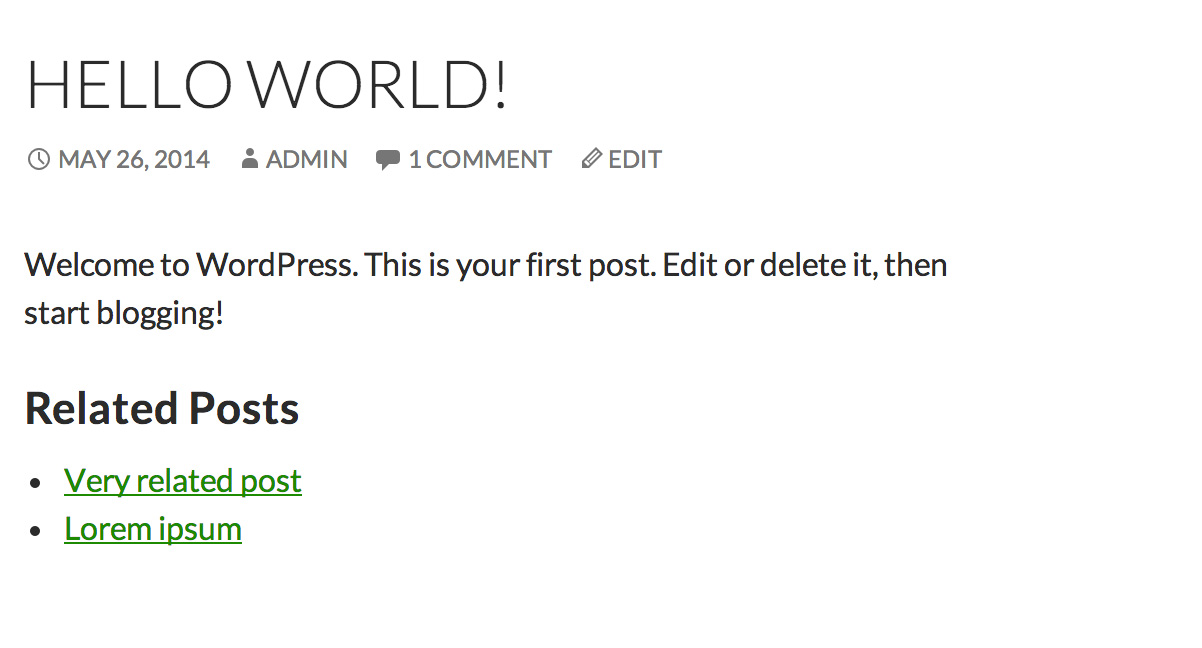 HELLO WORLD!
MAY 26, 2014 ADMIN 1 COMMENT EDIT
Welcome to WordPress. This is your first post. Edit or delete it, then
start blogging!
Related Posts
• Very related post
• Lorem ipsum